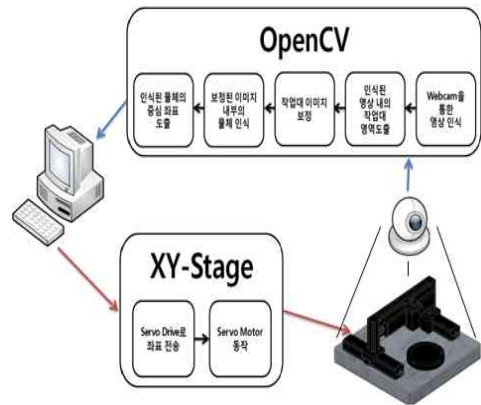 OpenCV
인식된 물체의
중심 좌표
도출
보정된 이미지
내부의
물체 인식
작업대 이미지
보정
인식된
영상 내의
작업대
영역도출
Webcam을
통한
영상 인식
XY-Stage
Servo Drive로
좌표 전송
Servo Motor
동작